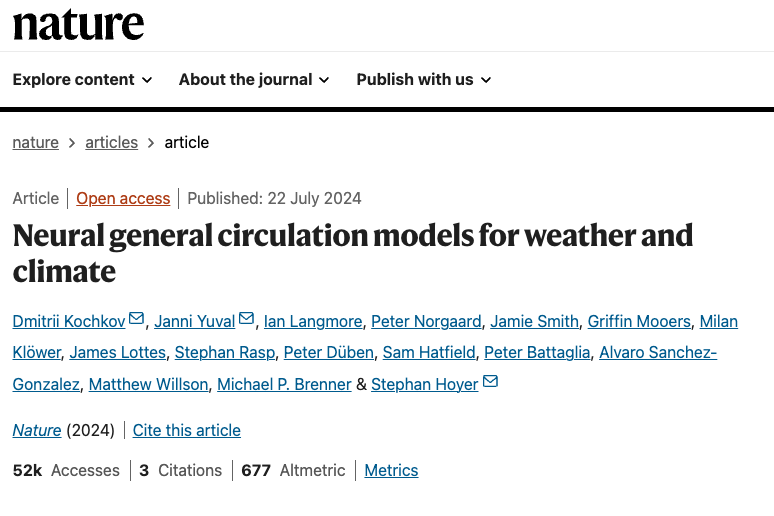 nature
Explore content About the journal Publish with us
nature > articles > article
Article | Open access | Published: 22 July 2024
Neural general circulation models for weather and
climate
Dmitrii Kochkov, Janni Yuval, Ian Langmore, Peter Norgaard, Jamie Smith, Griffin Mooers, Milan
Klöwer, James Lottes, Stephan Rasp, Peter Düben, Sam Hatfield, Peter Battaglia, Alvaro Sanchez-
Gonzalez, Matthew Willson, Michael P. Brenner & Stephan Hoyer
Nature (2024) | Cite this article
52k Accesses | 3 Citations | 677 Altmetric | Metrics